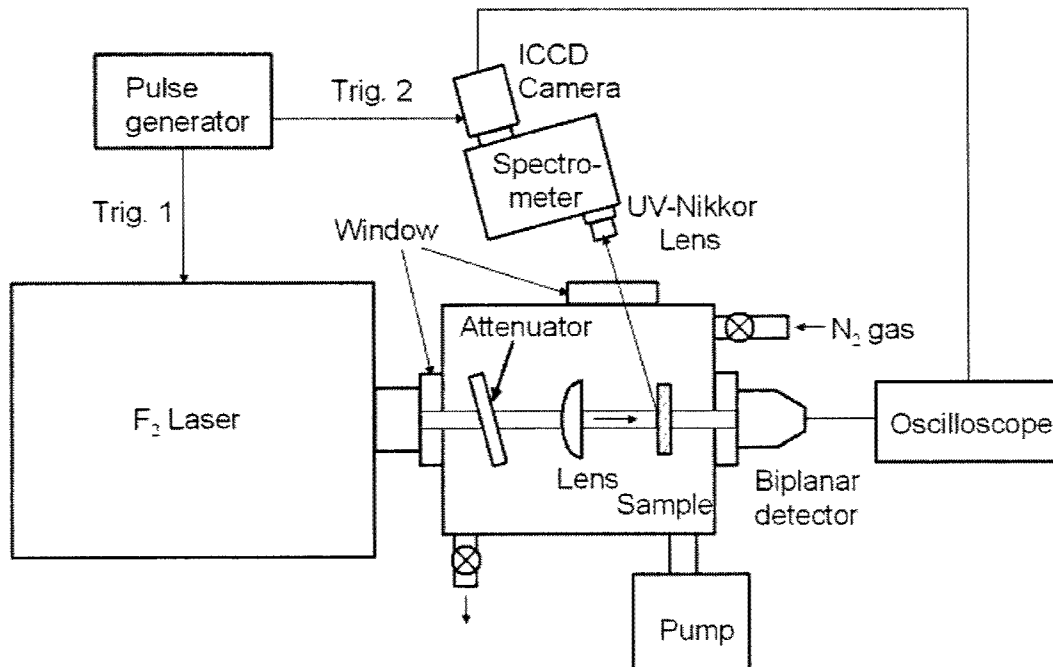 ICCD
Camera
Pulse
generator
Trig. 2
Spectro-
meter
Trig. 1
UV-Nikkor
Lens
Window
Attenuator
N₂ gas
F₂ Laser
Oscilloscope
Lens
Sample
Biplanar
detector
Pump